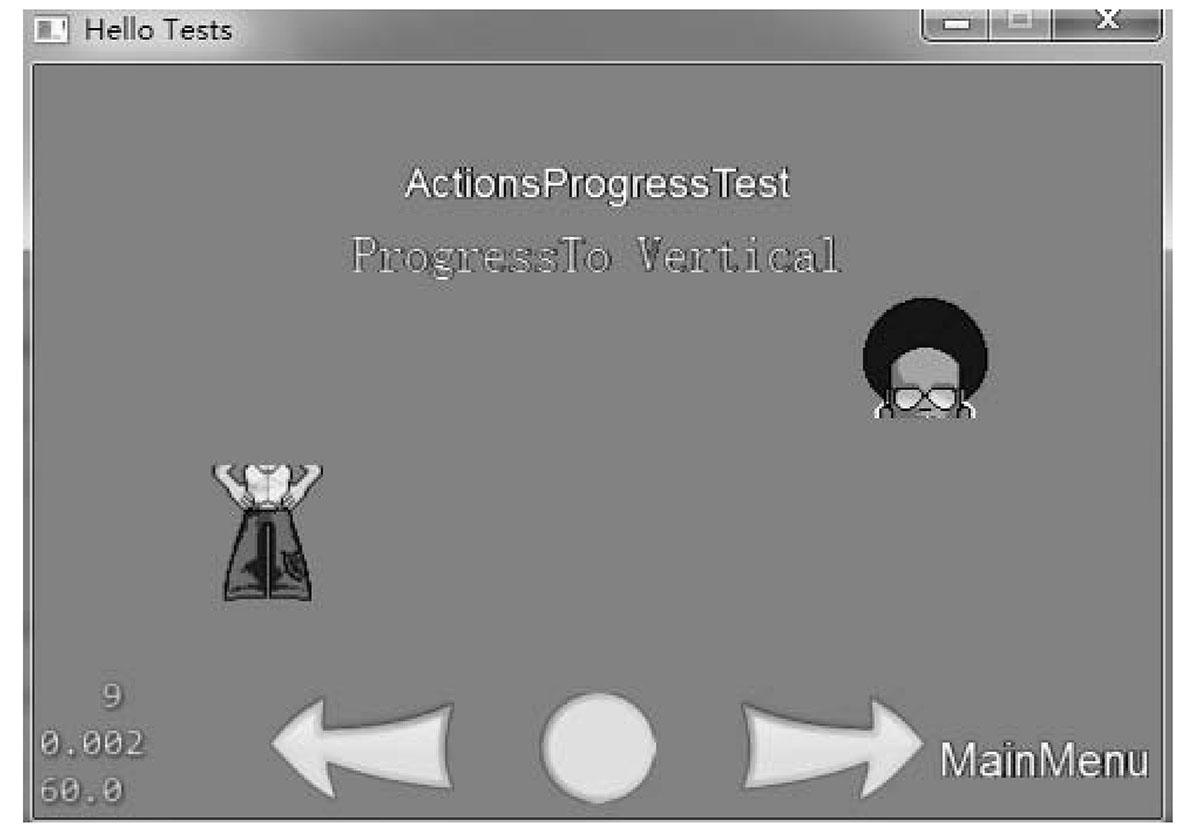 Hello Tests
ActionsProgressTest
ProgressTo Vertical
9
0.002
60.0
MainMenu